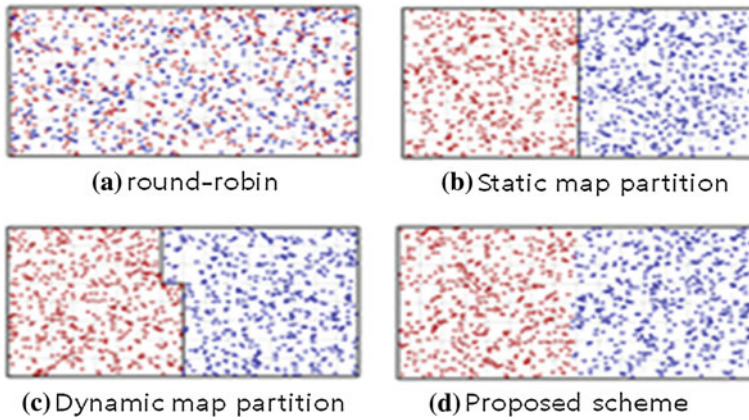 (a) round-robin
(b) Static map partition
(c) Dynamic map partition
(d) Proposed scheme